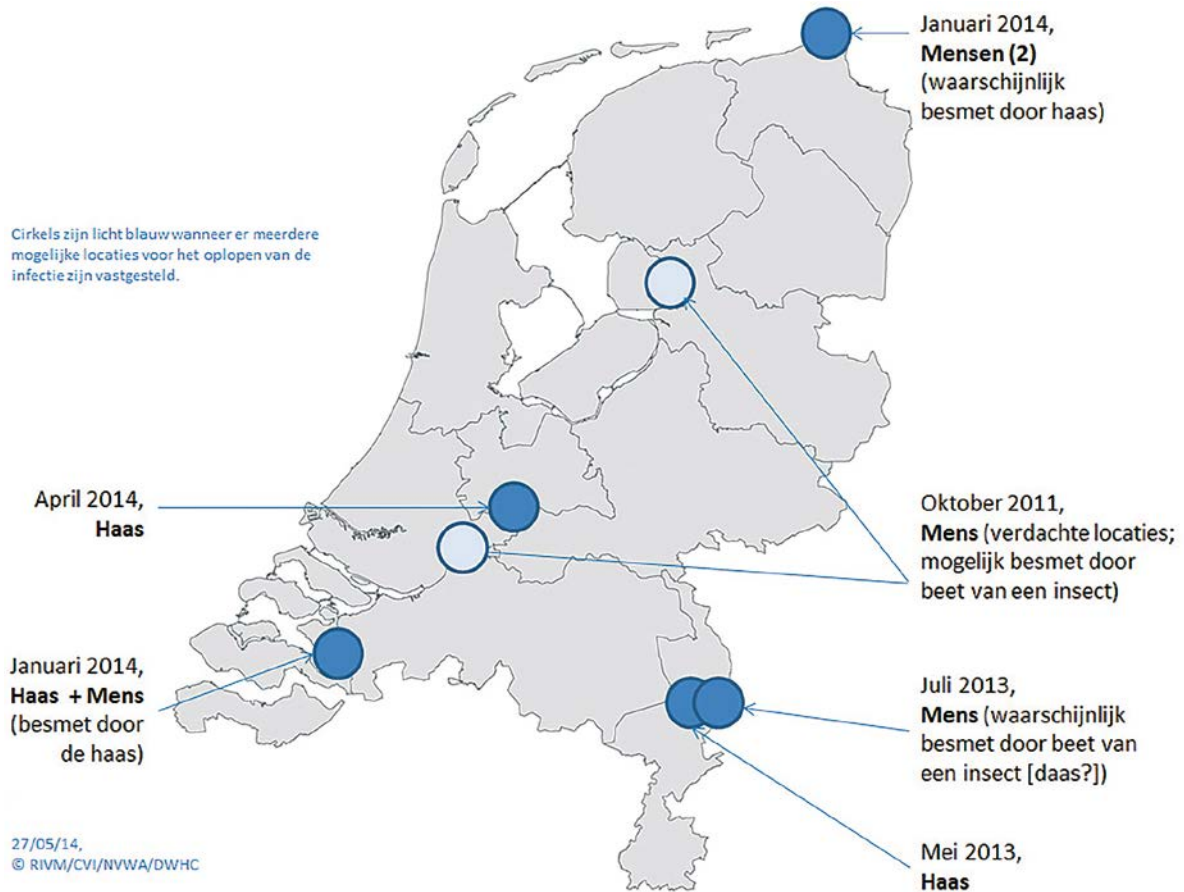 Januari 2014,
Mensen (2)
(waarschijnlijk
besmet door haas)
Cirkels zijn licht blauw wanneer er meerdere
mogelijke locaties voor het oplopen van de
infectie zijn vastgesteld.
April 2014,
Haas
Oktober 2011,
Mens (verdachte locaties;
mogelijk besmet door
beet van een insect)
Januari 2014,
Haas + Mens
(besmet door
de haas)
Juli 2013,
Mens (waarschijnlijk
besmet door beet van
een insect [daas?])
Mei 2013,
Haas
27/05/14,
© RIVM/CVI/NVWA/DWHC